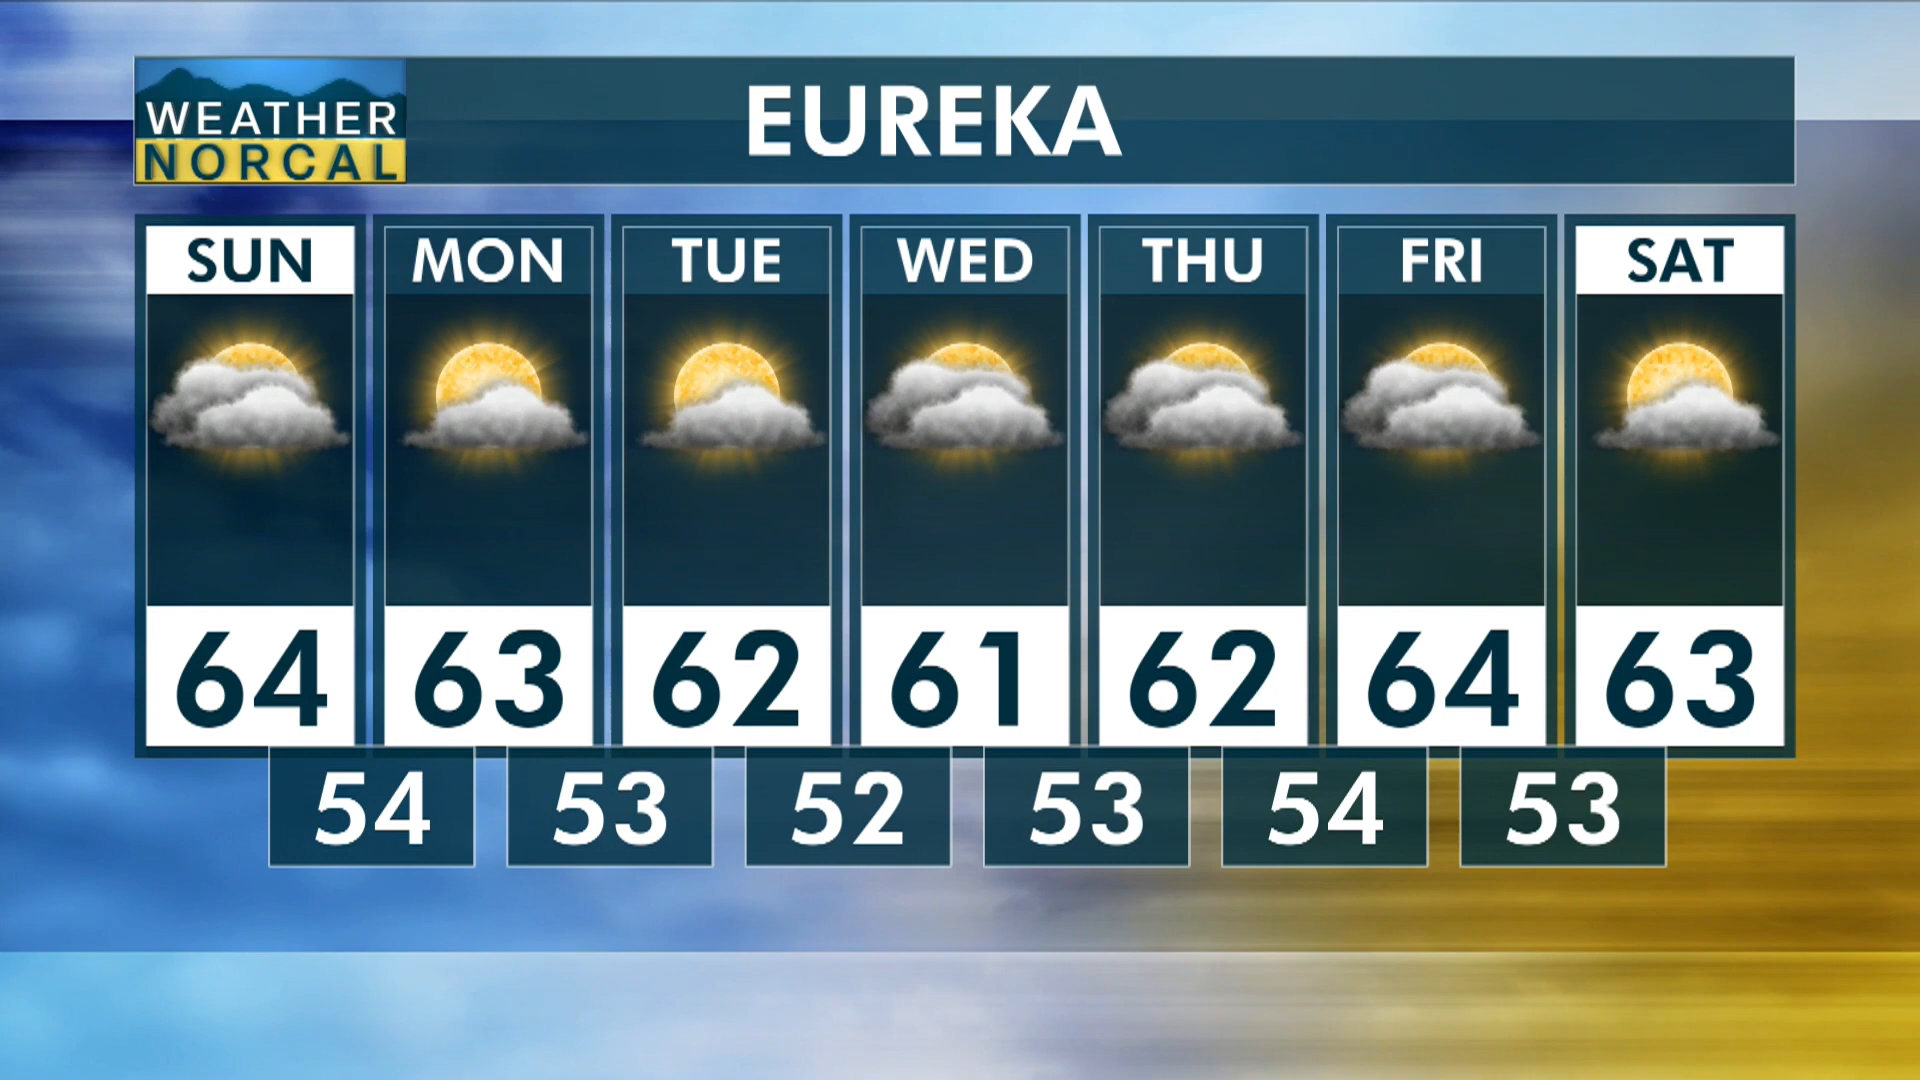 WEATHER
NORCAL
EUREKA
SUN MON TUE WED THU FRI SAT
64 63 62 61 62 64 63
54 53 52 53 54 53